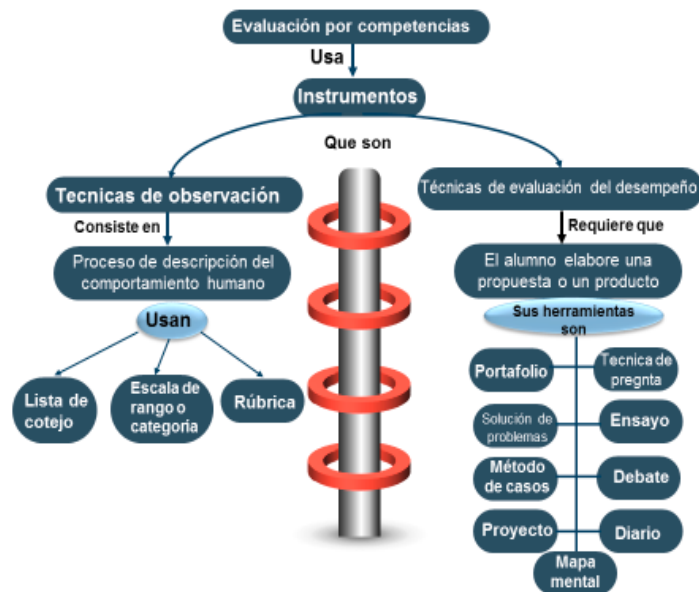 Evaluación por competencias
Usa
Instrumentos
Que son
Tecnicas de observación
Consiste en
Proceso de descripción del
comportamiento humano
Usan
Lista de
cotejo
Escala de
rango o
categoría
Rúbrica
Técnicas de evaluación del desempeño
Requiere que
El alumno elabore una
propuesta o un producto
Sus herramientas
son
Portafolio
Tecnica de
pregnta
Solución de
problemas
Ensayo
Método
de casos
Debate
Proyecto
Diario
Mapa
mental